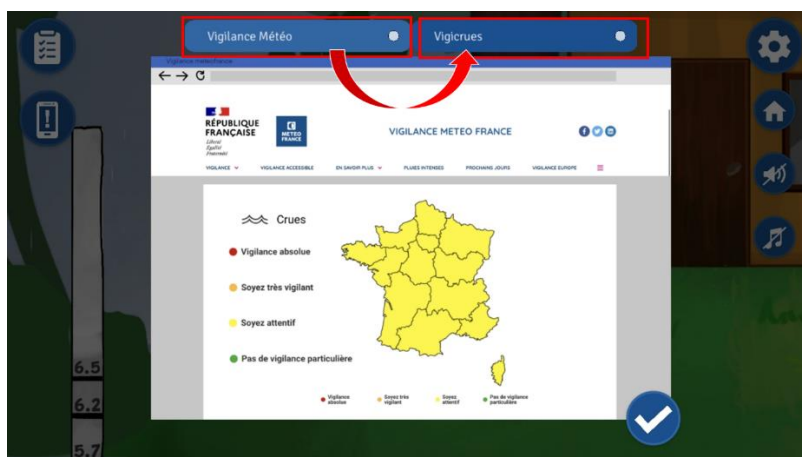 Vigilance Météo
Vigicrues
Vigilance meteofrance
RÉPUBLIQUE
FRANÇAISE
Liberté
Égalité
Fraternité
METEO
FRANCE
VIGILANCE METEO FRANCE
VIGILANCE
VIGILANCE ACCESSIBLE
EN SAVOIR PLUS
PLUIES INTENSES
PROCHAINS JOURS
VIGILANCE EUROPE
Crues
Vigilance absolue
Soyez très vigilant
Soyez attentif
Pas de vigilance particulière
Vigilance
absolue
Soyez très
vigilant
Soyez
attentif
Pas de vigilance
particulière
6.5
6.2
5.7